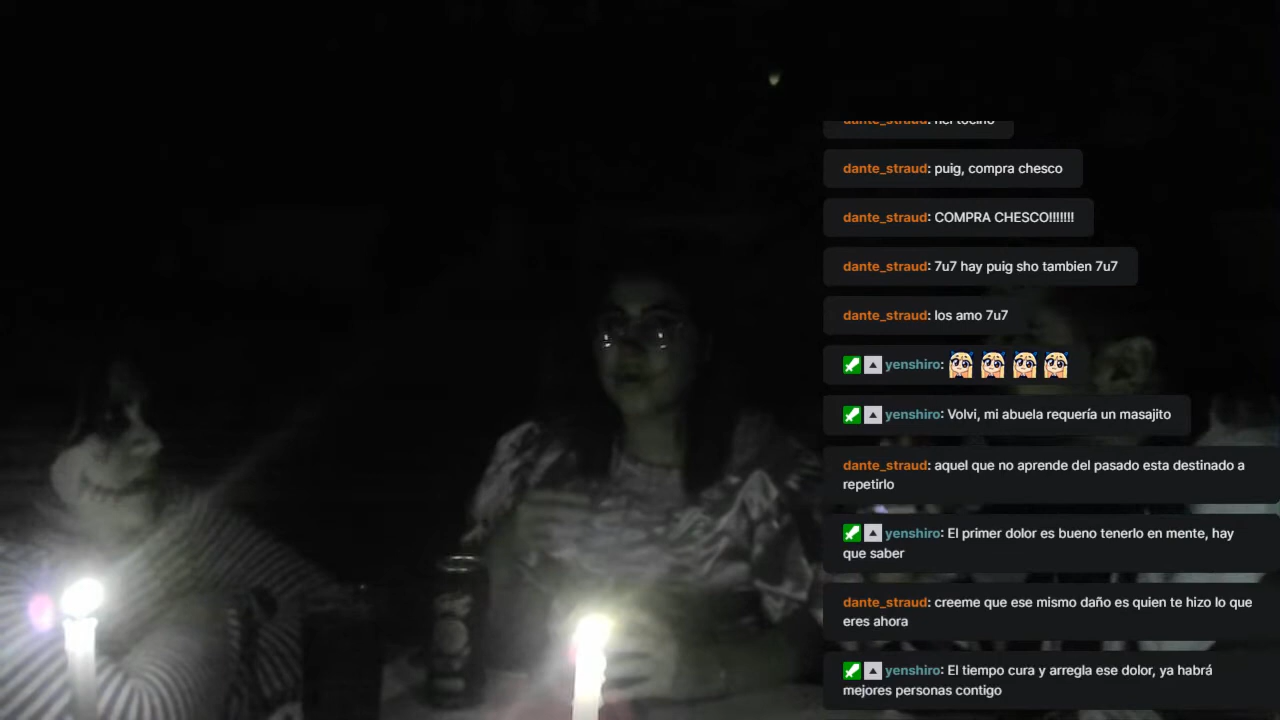 dante_straud: puig, compra chesco
dante_straud: COMPRA CHESCO!!!!!!!
dante_straud: 7u7 hay puig sho tambien 7u7
dante_straud: los amo 7u7
yenshiro:
yenshiro: Volvi, mi abuela requería un masajito
dante_straud: aquel que no aprende del pasado esta destinado a
repetirlo
yenshiro: El primer dolor es bueno tenerlo en mente, hay
que saber
dante_straud: creeme que ese mismo daño es quien te hizo lo que
eres ahora
yenshiro: El tiempo cura y arregla ese dolor, ya habrá
mejores personas contigo